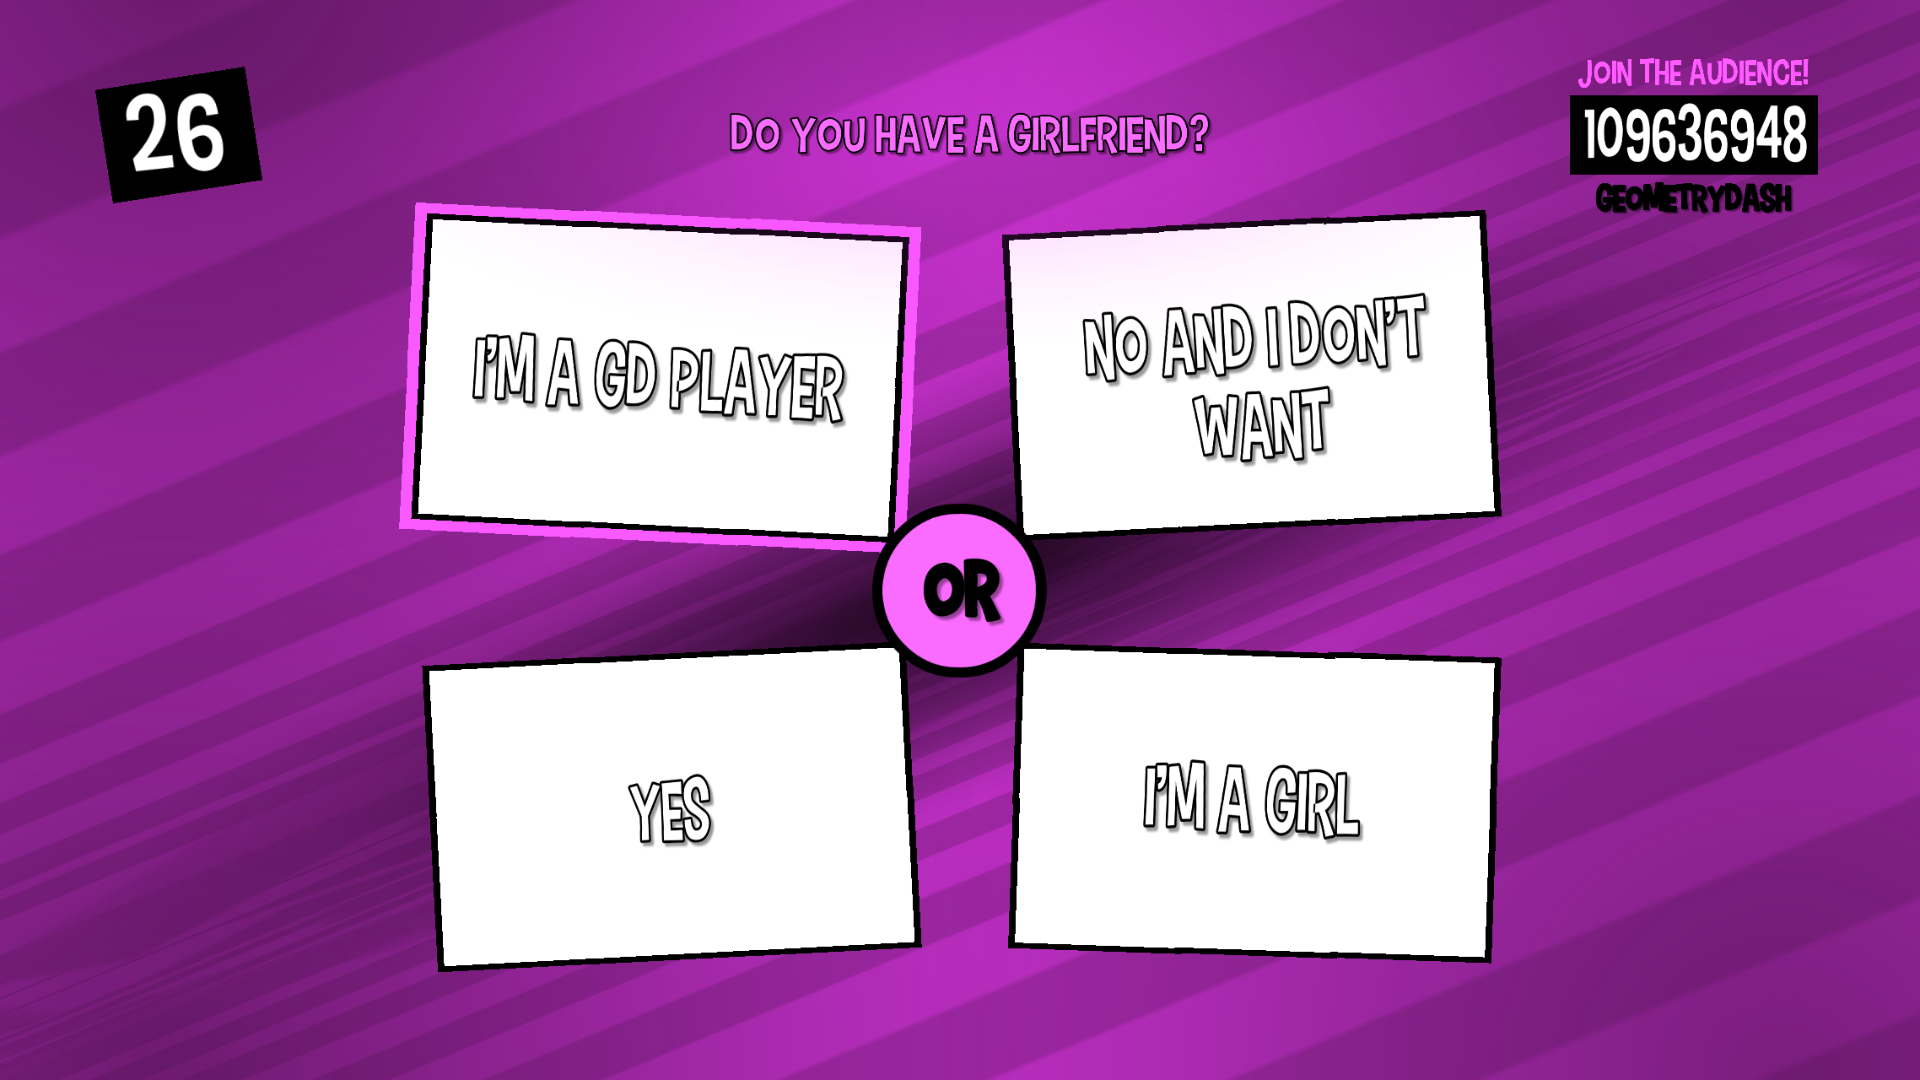 26
JOIN THE AUDIENCE!
109636948
GEOMETRYDASH
DO YOU HAVE A GIRLFRIEND?
I'M A GD PLAYER
NO AND I DON'T
WANT
OR
YES
I'M A GIRL